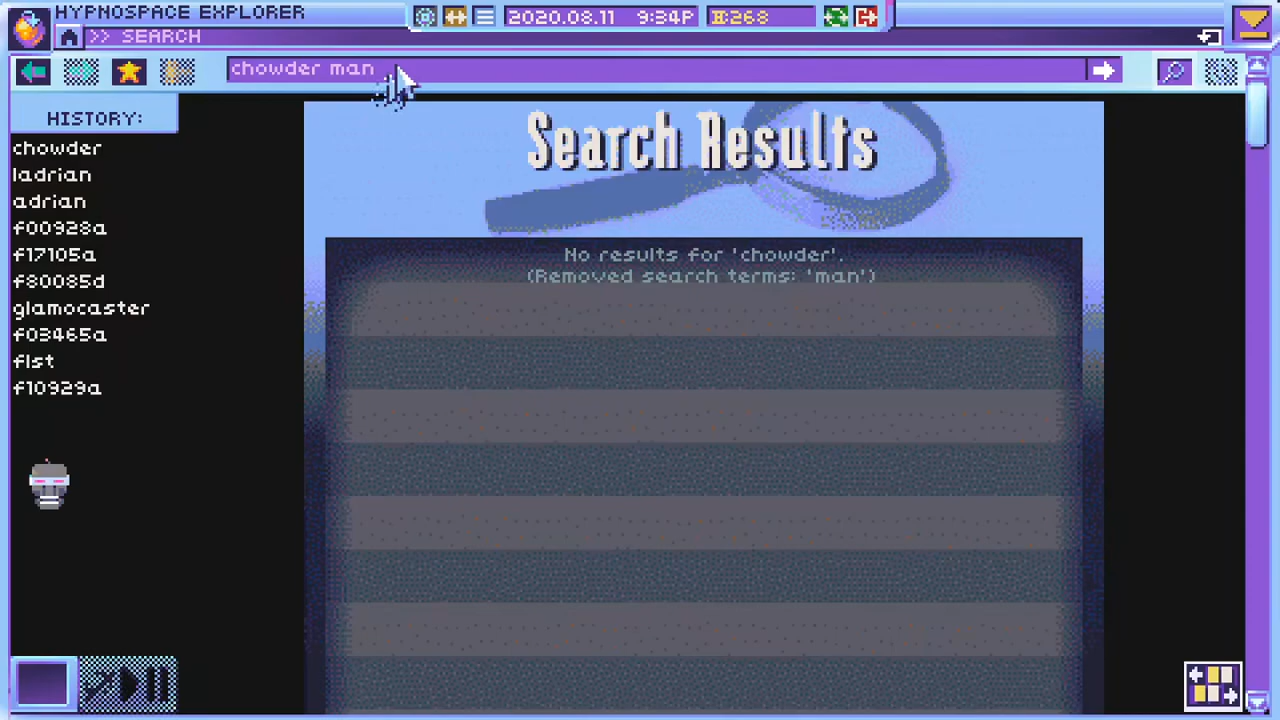 HYPNOSPACE EXPLORER
2020.08.11 9:34P
268
>> SEARCH
chowder man
HISTORY:
chowder
ladrian
adrian
f00928a
f17105a
f80085d
glamocaster
f03465a
flst
f10929a
Search Results
No results for 'chowder'.
(Removed search terms: 'man')